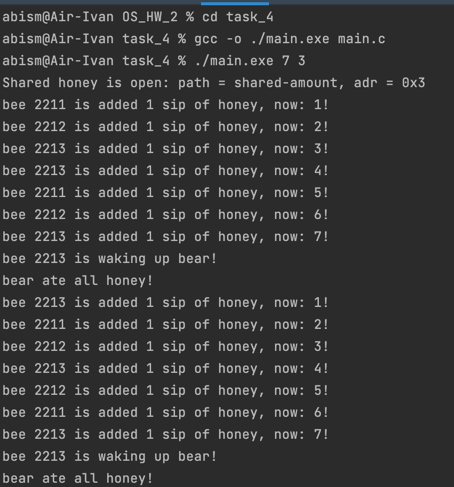 abism@Air-Ivan OS_HW_2 % cd task_4
abism@Air-Ivan task_4 % gcc -o ./main.exe main.c
abism@Air-Ivan task_4 % ./main.exe 7 3
Shared honey is open: path = shared-amount, adr = 0x3
bee 2211 is added 1 sip of honey, now: 1!
bee 2212 is added 1 sip of honey, now: 2!
bee 2213 is added 1 sip of honey, now: 3!
bee 2213 is added 1 sip of honey, now: 4!
bee 2211 is added 1 sip of honey, now: 5!
bee 2212 is added 1 sip of honey, now: 6!
bee 2213 is added 1 sip of honey, now: 7!
bee 2213 is waking up bear!
bear ate all honey!
bee 2213 is added 1 sip of honey, now: 1!
bee 2211 is added 1 sip of honey, now: 2!
bee 2212 is added 1 sip of honey, now: 3!
bee 2213 is added 1 sip of honey, now: 4!
bee 2212 is added 1 sip of honey, now: 5!
bee 2211 is added 1 sip of honey, now: 6!
bee 2213 is added 1 sip of honey, now: 7!
bee 2213 is waking up bear!
bear ate all honey!